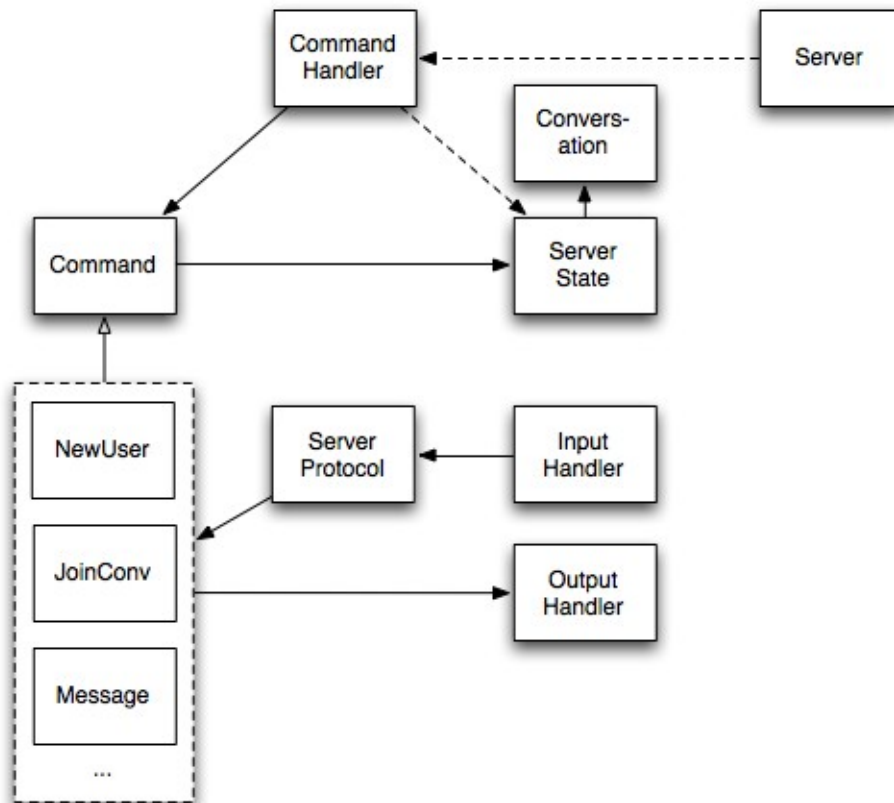 Command
Handler
Server
Convers-
ation
Command
Server
State
NewUser
Server
Protocol
Input
Handler
JoinConv
Output
Handler
Message
...